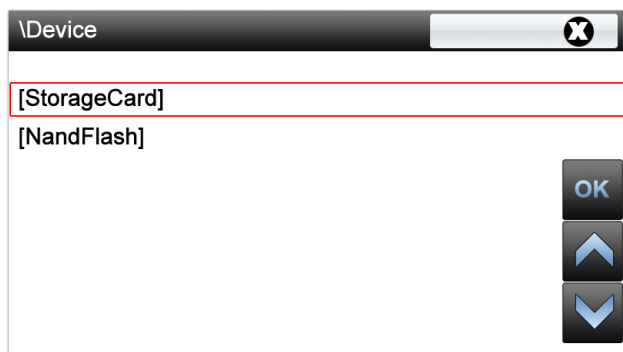 \Device
X
[StorageCard]
[NandFlash]
OK